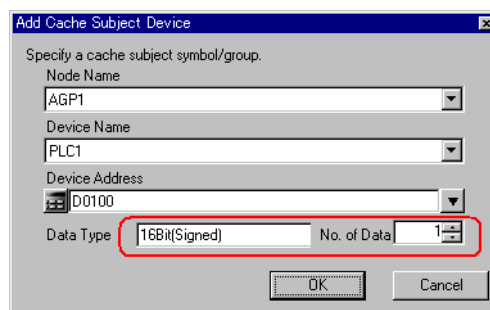 Add Cache Subject Device
Specify a cache subject symbol/group.
Node Name
AGP1
Device Name
PLC1
Device Address
D0100
Data Type 16Bit(Signed) No. of Data 1
OK Cancel